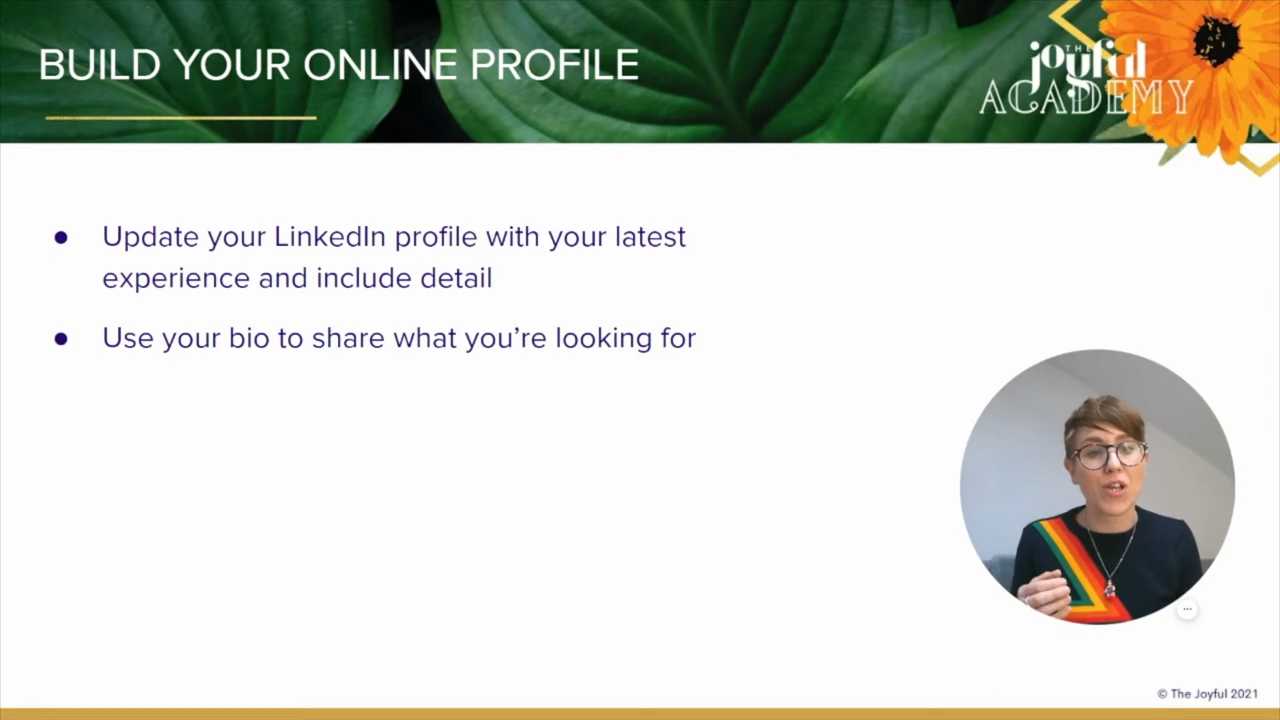 BUILD YOUR ONLINE PROFILE
THE
joyful
ACADEMY
● Update your LinkedIn profile with your latest
experience and include detail
● Use your bio to share what you’re looking for
© The Joyful 2021